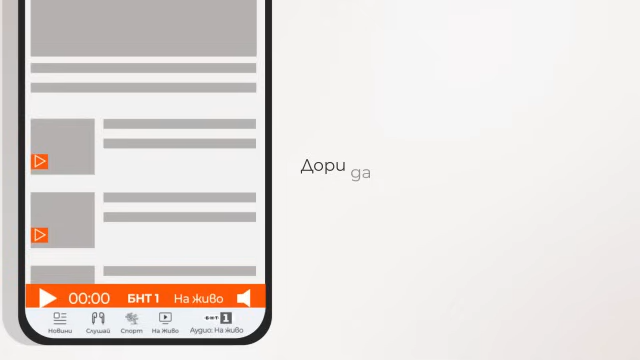 Дори да
00:00 БНТ 1 На живо
Новини Слушай Спорт На Живо Аудио: На живо
БНТ 1